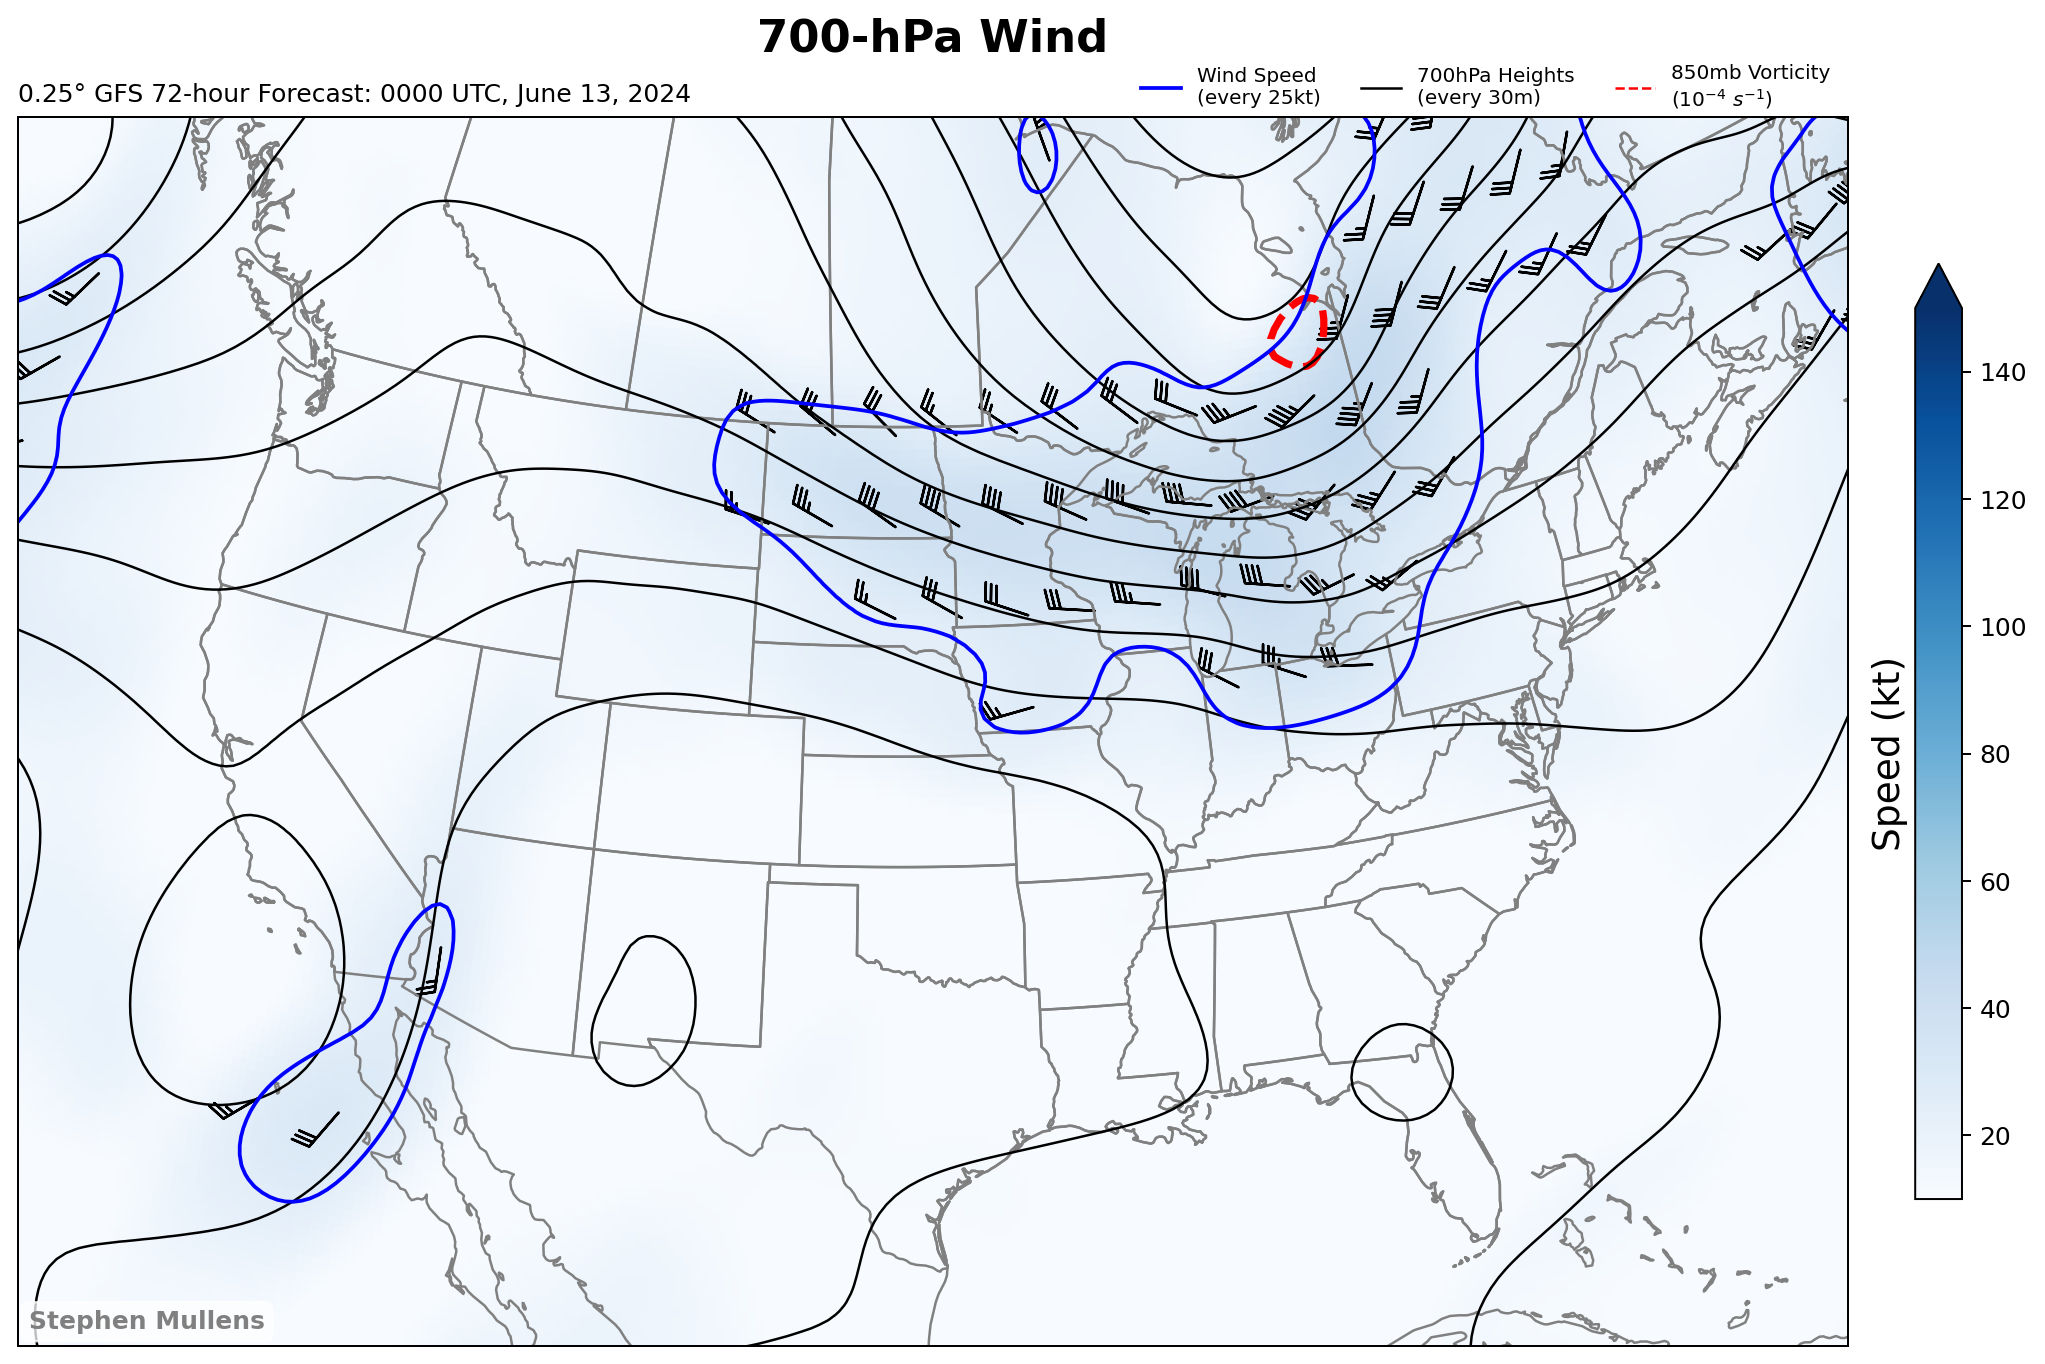 700-hPa Wind
0.25° GFS 72-hour Forecast: 0000 UTC, June 13, 2024
Wind Speed
(every 25kt)
700hPa Heights
(every 30m)
850mb Vorticity
(10⁻⁴ s⁻¹)
140
120
100
80
60
40
20
Speed (kt)
Stephen Mullens